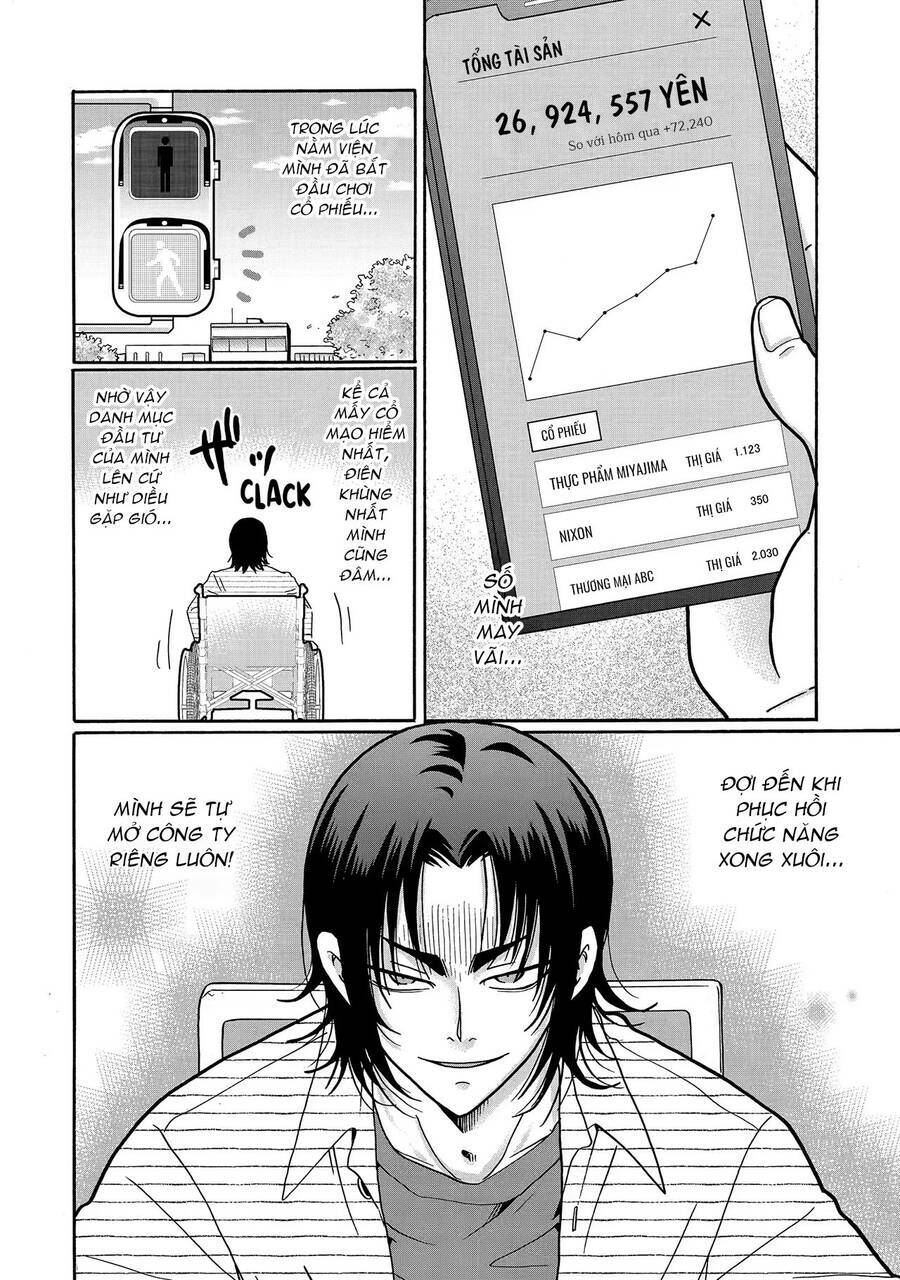 TỔNG TÀI SẢN
26, 924, 557 YÊN
So với hôm qua +72,240
CỔ PHIẾU
THỰC PHẨM MIYAJIMA THỊ GIÁ 1.123
NIXON THỊ GIÁ 350
THƯƠNG MẠI ABC THỊ GIÁ 2.030
SỐ
MÌNH
MAY
VÃI...
TRONG LÚC
NẰM VIỆN
MÌNH ĐÃ BẮT
ĐẦU CHƠI
CỔ PHIẾU...
KỂ CẢ
MẤY CỔ
MẠO HIỂM
NHẤT,
ĐIÊN
KHÙNG
NHẤT
MÌNH
CŨNG
ĐÂM...
CLACK
NHỜ VẬY
DANH MỤC
ĐẦU TƯ
CỦA MÌNH
LÊN CỨ
NHƯ DIỀU
GẶP GIÓ...
ĐỢI ĐẾN KHI
PHỤC HỒI
CHỨC NĂNG
XONG XUÔI...
MÌNH SẼ TỰ
MỞ CÔNG TY
RIÊNG LUÔN!